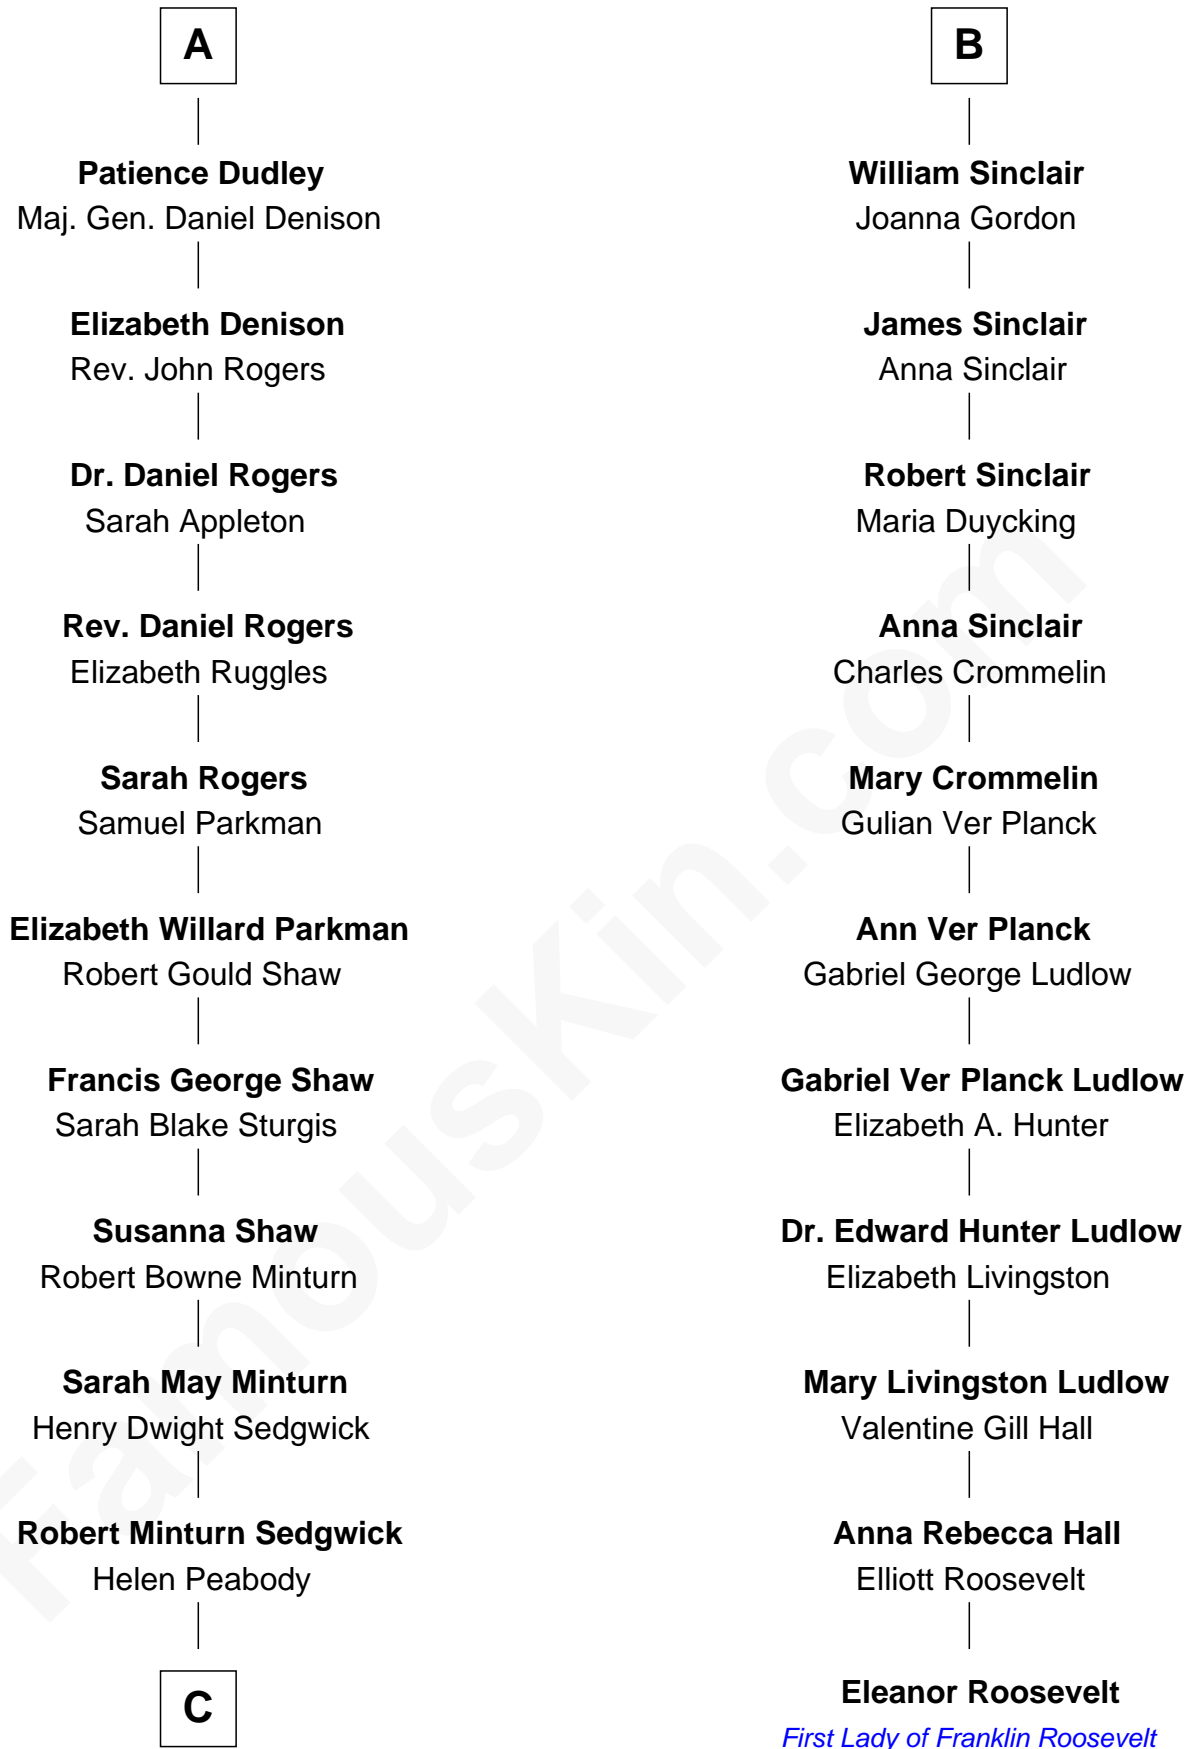 A
Patience Dudley
Maj. Gen. Daniel Denison
Elizabeth Denison
Rev. John Rogers
Dr. Daniel Rogers
Sarah Appleton
Rev. Daniel Rogers
Elizabeth Ruggles
Sarah Rogers
Samuel Parkman
Elizabeth Willard Parkman
Robert Gould Shaw
Francis George Shaw
Sarah Blake Sturgis
Susanna Shaw
Robert Bowne Minturn
Sarah May Minturn
Henry Dwight Sedgwick
Robert Minturn Sedgwick
Helen Peabody
C
B
William Sinclair
Joanna Gordon
James Sinclair
Anna Sinclair
Robert Sinclair
Maria Duycking
Anna Sinclair
Charles Crommelin
Mary Crommelin
Gulian Ver Planck
Ann Ver Planck
Gabriel George Ludlow
Gabriel Ver Planck Ludlow
Elizabeth A. Hunter
Dr. Edward Hunter Ludlow
Elizabeth Livingston
Mary Livingston Ludlow
Valentine Gill Hall
Anna Rebecca Hall
Elliott Roosevelt
Eleanor Roosevelt
First Lady of Franklin Roosevelt
FamousKin.com